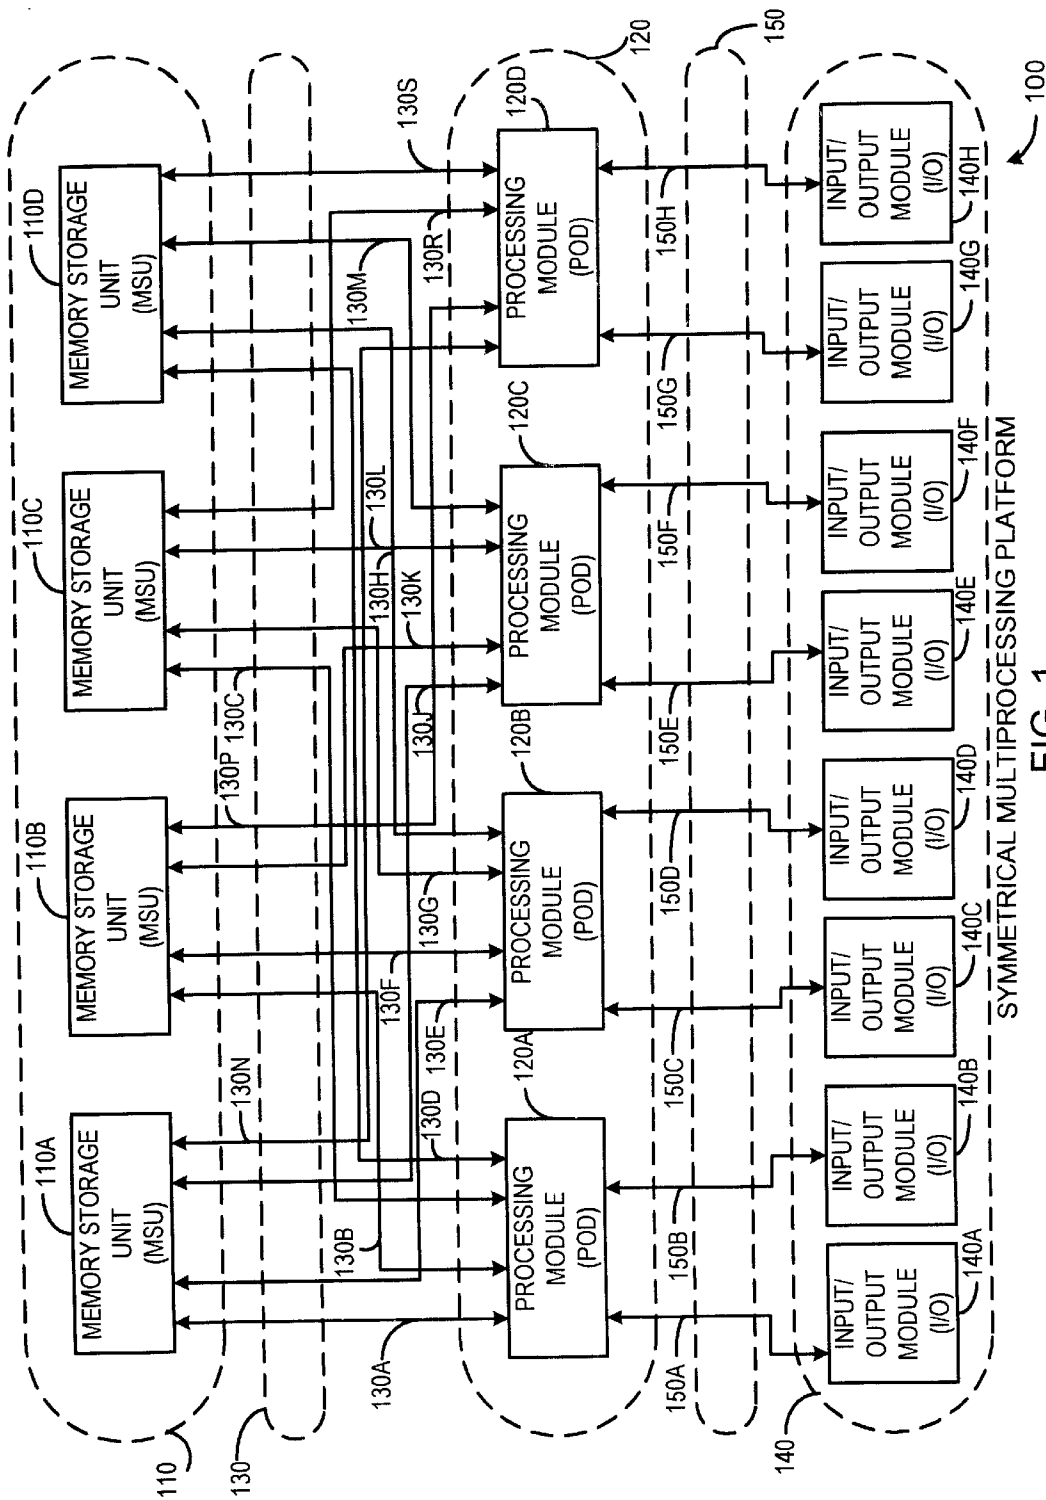 110
110A
MEMORY STORAGE
UNIT
(MSU)
110B
MEMORY STORAGE
UNIT
(MSU)
110C
MEMORY STORAGE
UNIT
(MSU)
110D
MEMORY STORAGE
UNIT
(MSU)
130
130N
130P
130C
130B
130H
130L
130M
130A
130D
130E
130F
130G
130J
130K
130R
130S
120A
PROCESSING
MODULE
(POD)
120B
PROCESSING
MODULE
(POD)
120C
PROCESSING
MODULE
(POD)
120D
PROCESSING
MODULE
(POD)
120
150A
150B
150C
150D
150E
150F
150G
150H
150
140
INPUT/
OUTPUT
MODULE
(I/O)
140A
INPUT/
OUTPUT
MODULE
(I/O)
140B
INPUT/
OUTPUT
MODULE
(I/O)
140C
INPUT/
OUTPUT
MODULE
(I/O)
140D
INPUT/
OUTPUT
MODULE
(I/O)
140E
INPUT/
OUTPUT
MODULE
(I/O)
140F
INPUT/
OUTPUT
MODULE
(I/O)
140G
INPUT/
OUTPUT
MODULE
(I/O)
140H
100
SYMMETRICAL MULTIPROCESSING PLATFORM
FIG. 1